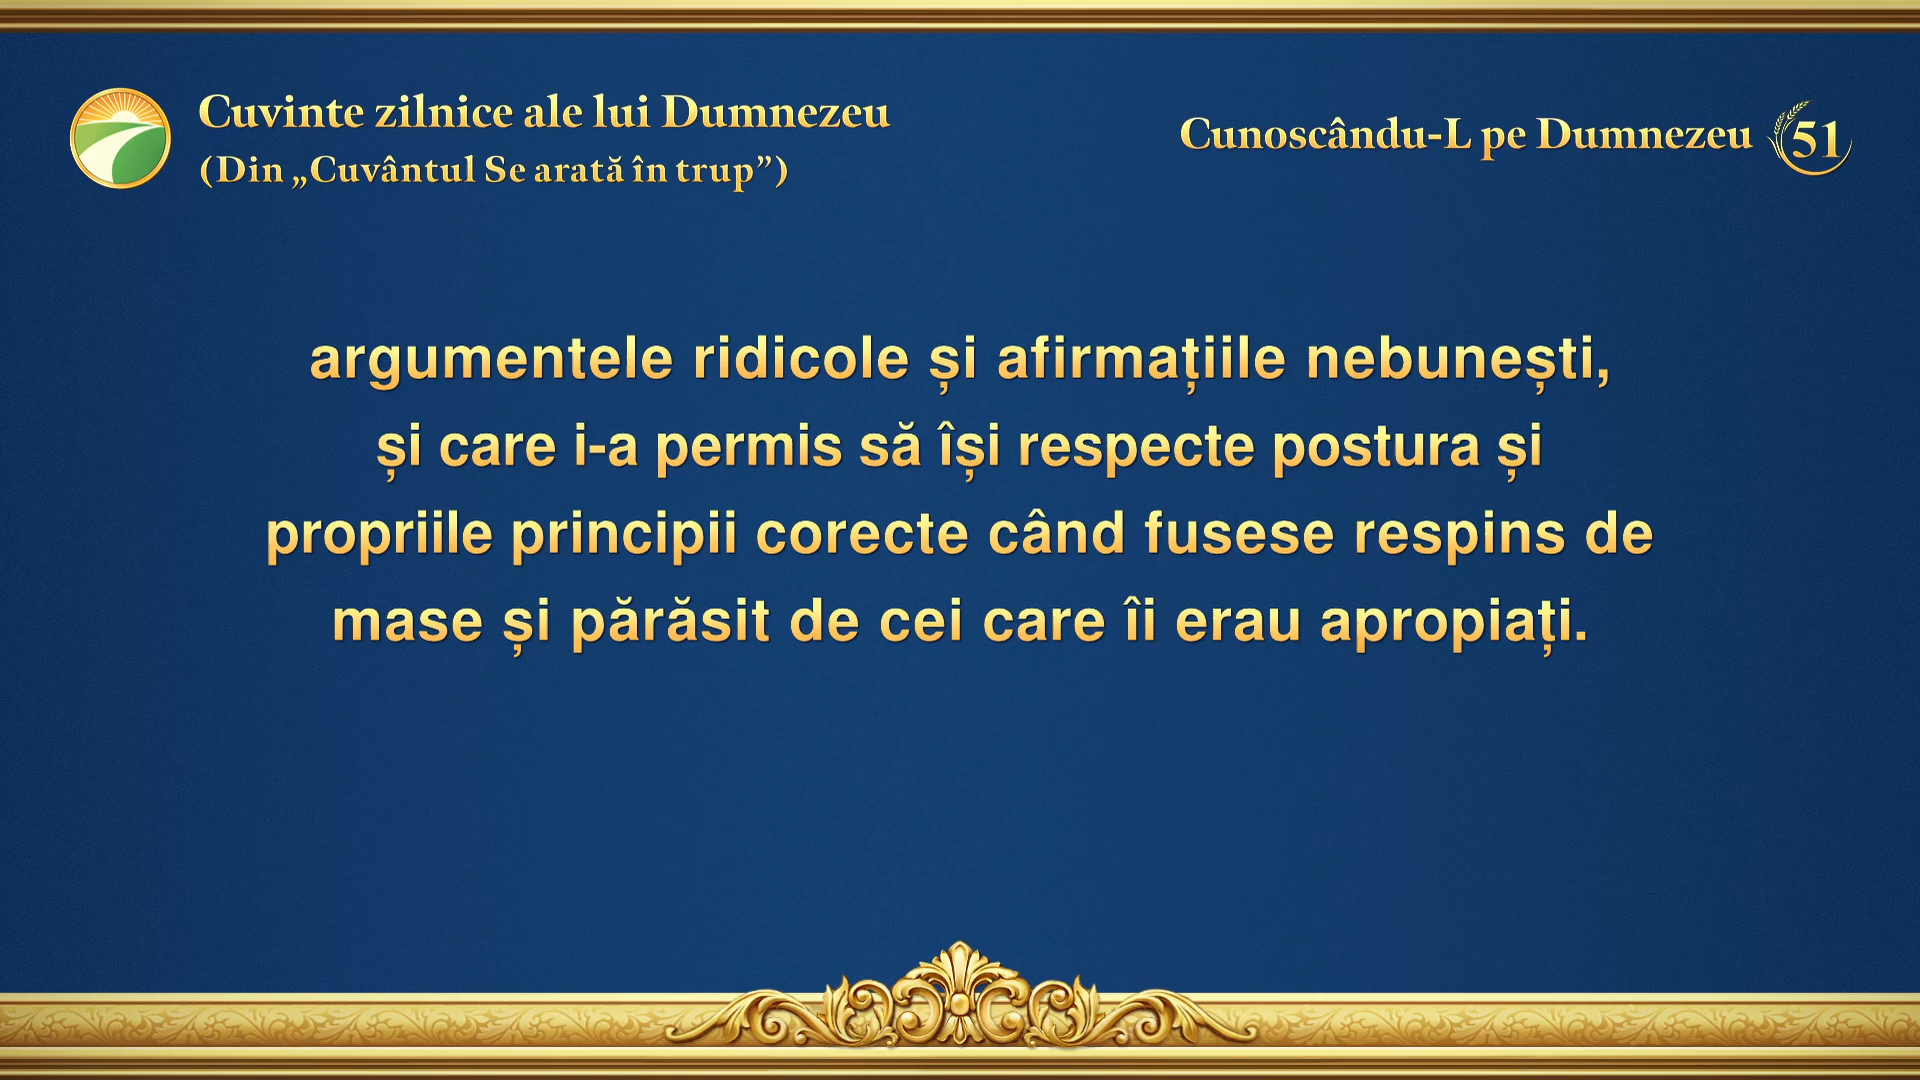 Cuvinte zilnice ale lui Dumnezeu
(Din „Cuvântul Se arată în trup”)
Cunoscându-L pe Dumnezeu 51
argumentele ridicole și afirmațiile nebunești,
și care i-a permis să își respecte postura și
propriile principii corecte când fusese respins de
mase și părăsit de cei care îi erau apropiați.